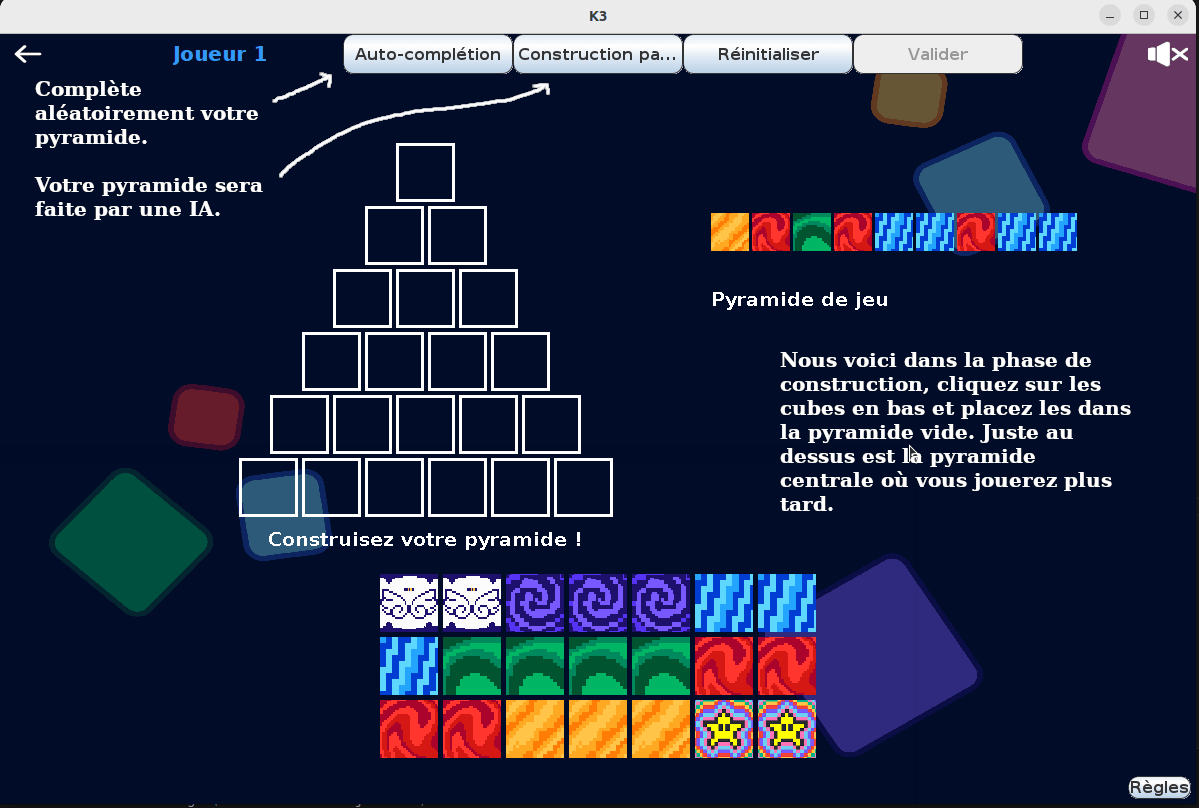 K3
Joueur 1
Auto-complétion
Construction pa...
Réinitialiser
Valider
Complète
aléatoirement votre
pyramide.
Votre pyramide sera
faite par une IA.
Pyramide de jeu
Nous voici dans la phase de
construction, cliquez sur les
cubes en bas et placez les dans
la pyramide vide. Juste au
dessus est la pyramide
centrale où vous jouerez plus
tard.
Construisez votre pyramide !
Règles